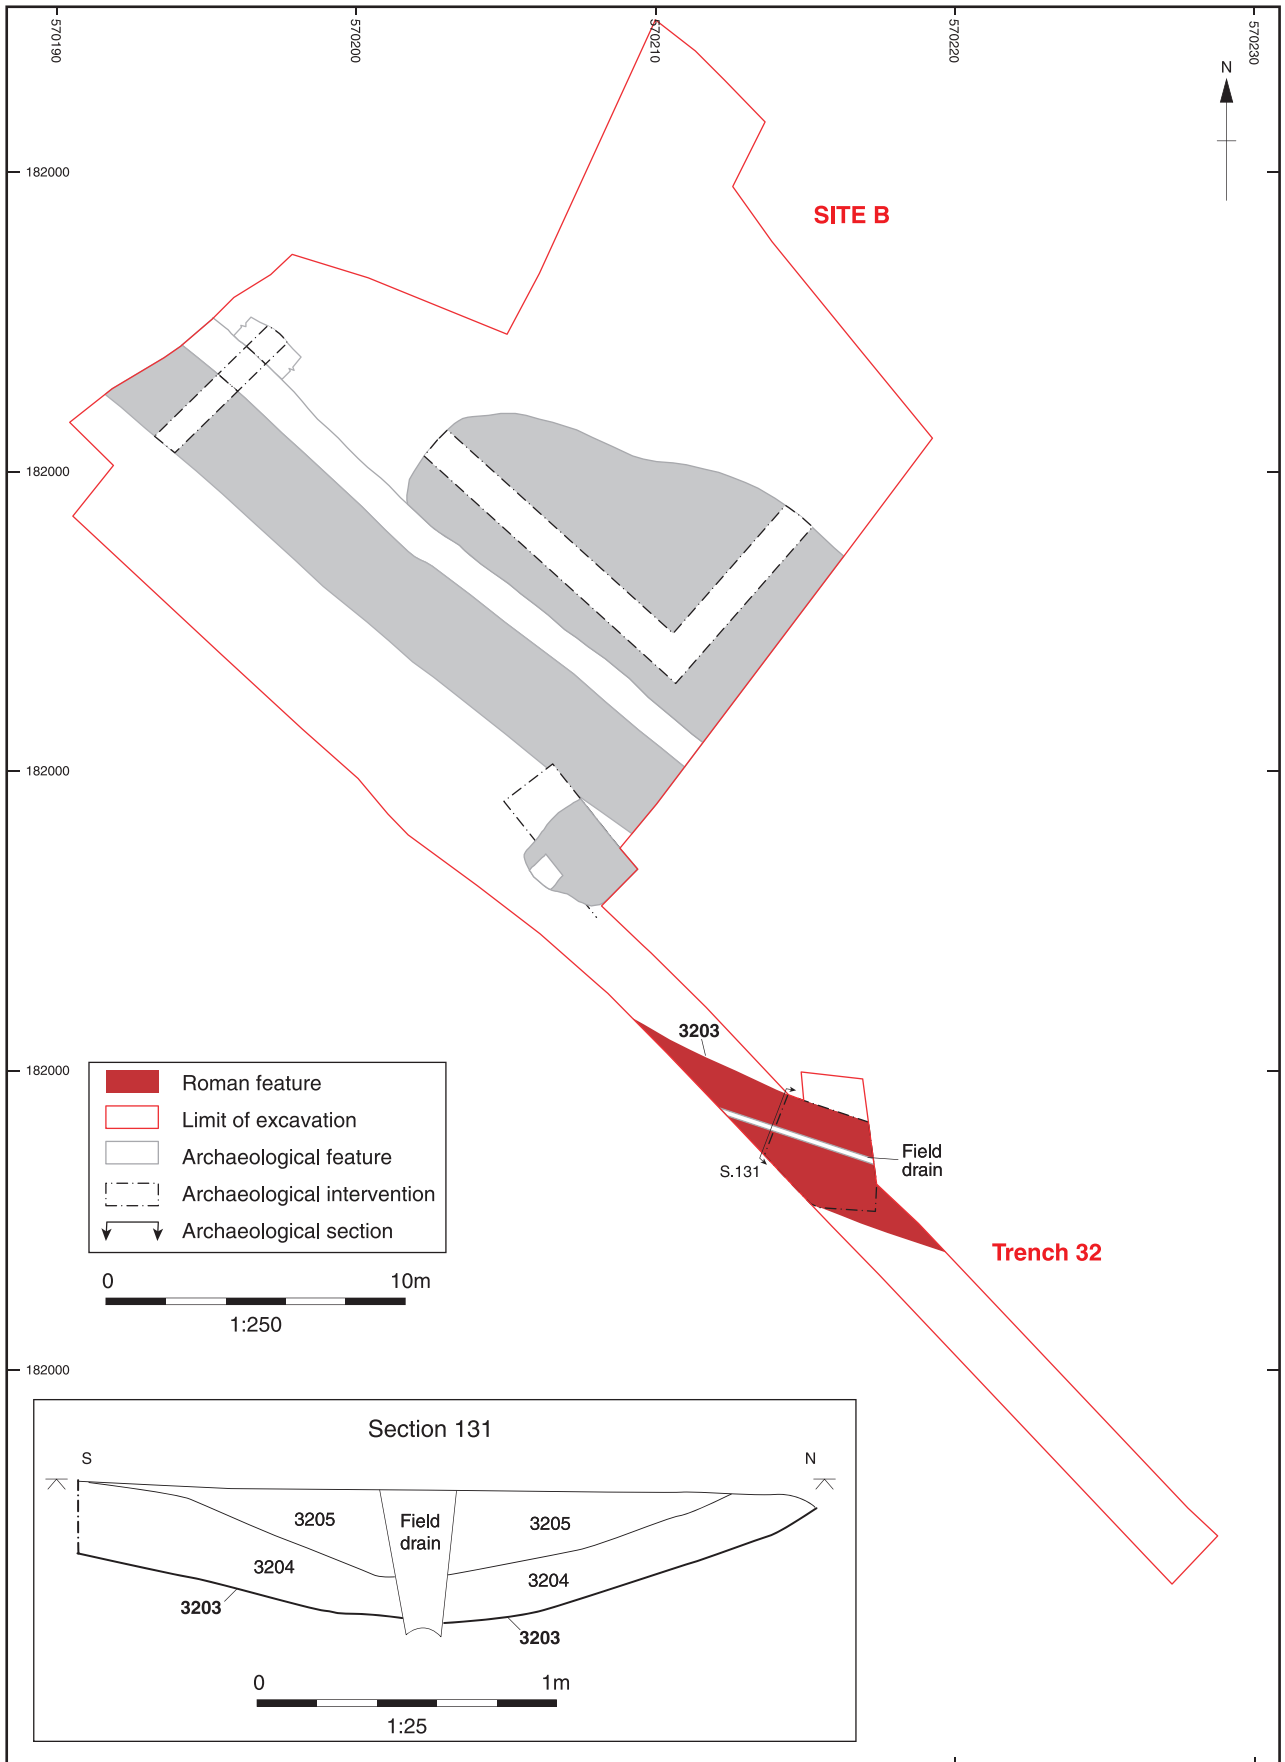 570190
570200
570210
570220
570230
N
182000
SITE B
182000
182000
3203
182000
Roman feature
Limit of excavation
Archaeological feature
Archaeological intervention
Archaeological section
Field
drain
S.131
Trench 32
0 10m
1:250
182000
Section 131
S N
3205
Field
drain
3205
3204
3204
3203
3203
0 1m
1:25